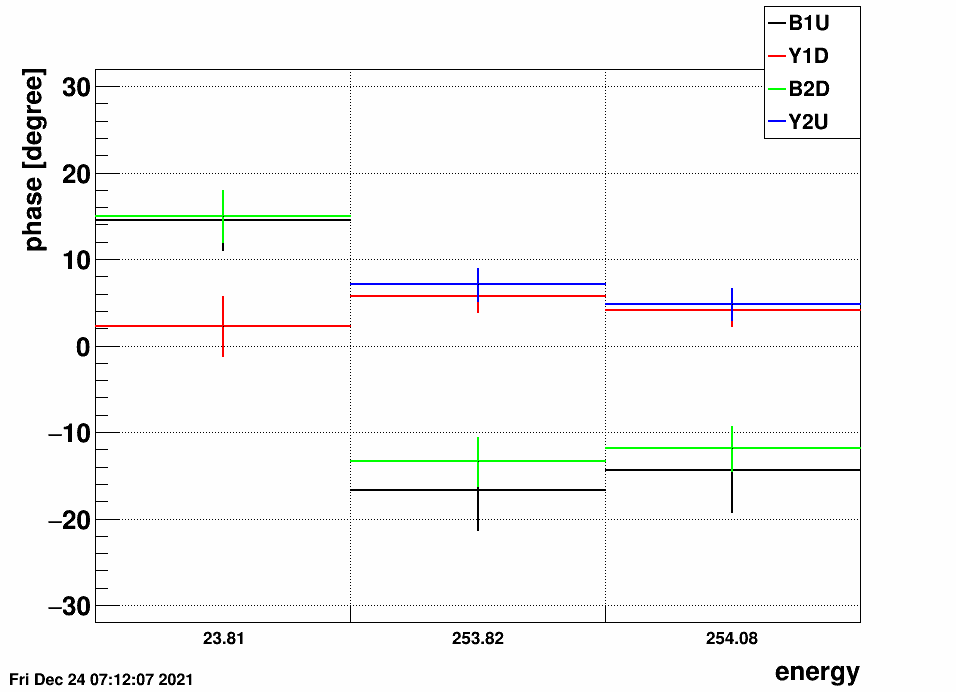 B1U
Y1D
B2D
Y2U
phase [degree]
30
20
10
0
−10
−20
−30
23.81 253.82 254.08
energy
Fri Dec 24 07:12:07 2021